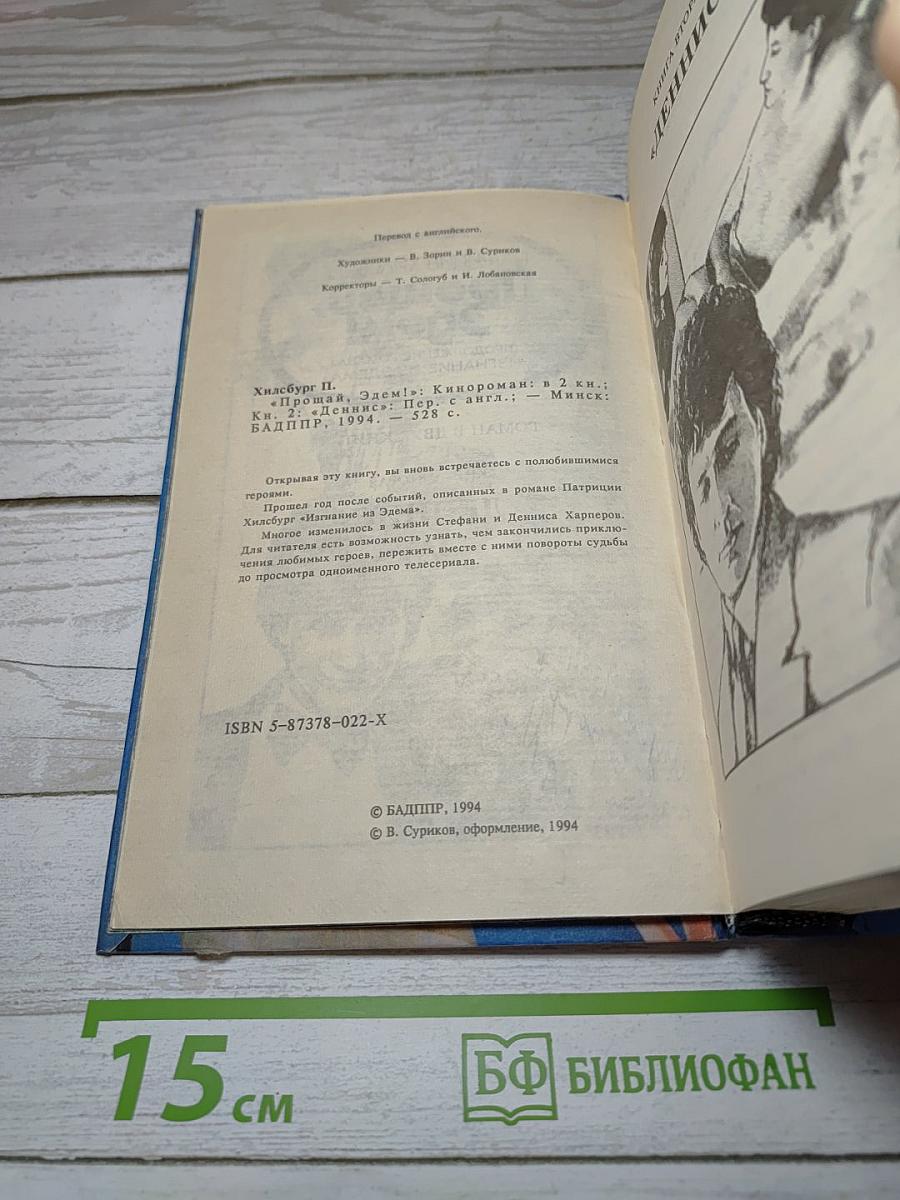 Перевод с английского.
Художники — В. Зорин и В. Суриков
Корректоры — Т. Сологуб и И. Лобановская
Хилсбург П.
«Прощай, Эдем!»: Кинороман: в 2 кн.;
Кн. 2: «Деннис»: Пер. с англ.; — Минск:
БАДППР, 1994. — 528 с.
Открывая эту книгу, вы вновь встречаетесь с полюбившимися
героями.
Прошел год после событий, описанных в романе Патриции
Хилсбург «Изгнание из Эдема».
Многое изменилось в жизни Стефани и Денниса Харперов.
Для читателя есть возможность узнать, чем закончились приклю-
чения любимых героев, пережить вместе с ними повороты судьбы
до просмотра одноименного телесериала.
ISBN 5-87378-022-X
© БАДППР, 1994
© В. Суриков, оформление, 1994
КНИГА ВТОР
«ДЕННИС
15 см
БФ БИБЛИОФАН